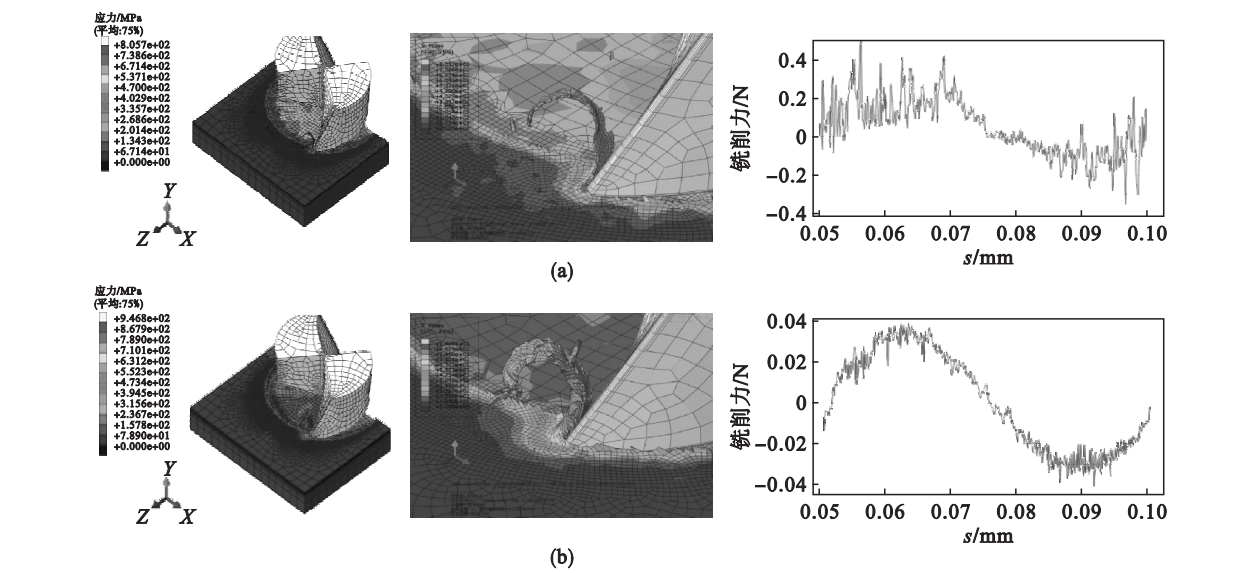 应力/MPa
(平均:75%)
+8.057e+02
+7.386e+02
+6.714e+02
+5.371e+02
+4.700e+02
+4.029e+02
+3.357e+02
+2.686e+02
+2.014e+02
+1.343e+02
+6.714e+01
+0.000e+00
Y
Z
X
0.4
0.2
0
−0.2
−0.4
铣削力/N
0.05
0.06
0.07
0.08
0.09
0.10
s/mm
(a)
应力/MPa
(平均:75%)
+9.468e+02
+8.679e+02
+7.890e+02
+7.101e+02
+6.312e+02
+5.523e+02
+4.734e+02
+3.945e+02
+3.156e+02
+2.367e+02
+1.578e+02
+7.890e+01
+0.000e+00
Y
Z
X
0.04
0.02
0
−0.02
−0.04
铣削力/N
0.05
0.06
0.07
0.08
0.09
0.10
s/mm
(b)